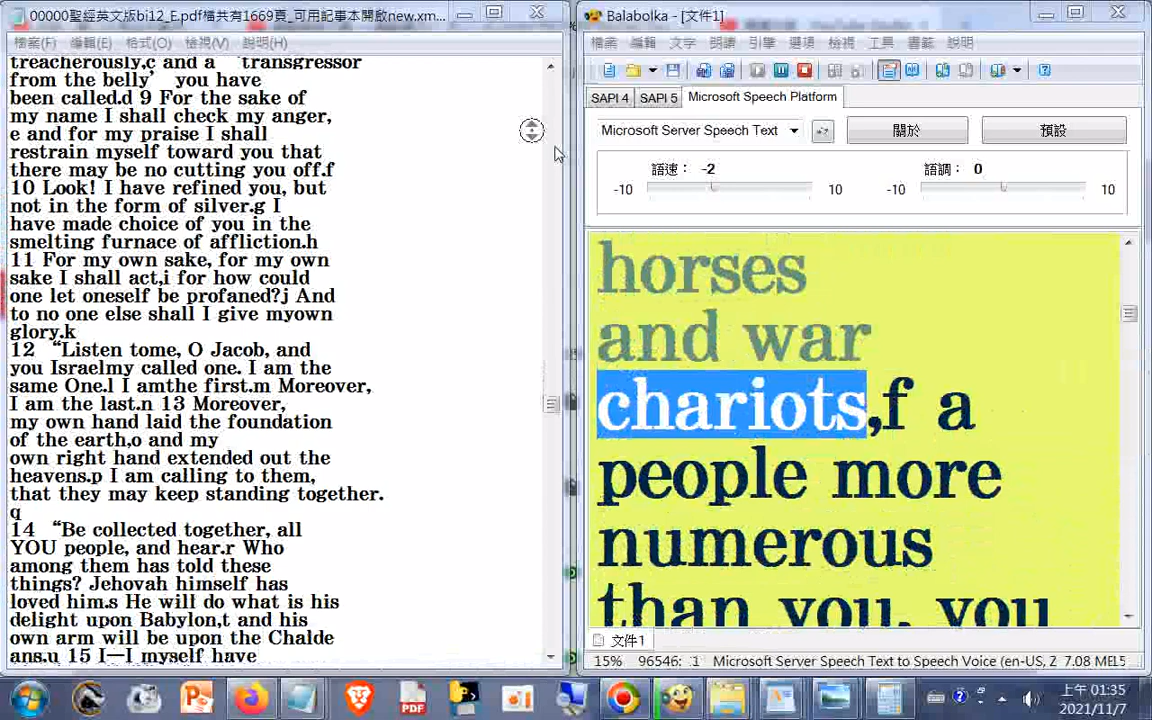 00000聖經英文版bi12_E.pdf檔共有1669頁_可用記事本開啟new.xm...
檔案(F) 編輯(E) 格式(O) 檢視(V) 說明(H)
treacherously,c and a ‘transgressor
from the belly’ you have
been called.d 9 For the sake of
my name I shall check my anger,
e and for my praise I shall
restrain myself toward you that
there may be no cutting you off.f
10 Look! I have refined you, but
not in the form of silver.g I
have made choice of you in the
smelting furnace of affliction.h
11 For my own sake, for my own
sake I shall act,i for how could
one let oneself be profaned?j And
to no one else shall I give myown
glory.k
12 “Listen tome, O Jacob, and
you Israelmy called one. I am the
same One.l I amthe first.m Moreover,
I am the last.n 13 Moreover,
my own hand laid the foundation
of the earth,o and my
own right hand extended out the
heavens.p I am calling to them,
that they may keep standing together.
q
14 “Be collected together, all
YOU people, and hear.r Who
among them has told these
things? Jehovah himself has
loved him.s He will do what is his
delight upon Babylon,t and his
own arm will be upon the Chalde
ans.u 15 I—I myself have
Balabolka - [文件1]
檔案 編輯 文字 朗讀 引擎 選項 檢視 工具 書籤 說明
SAPI 4 SAPI 5 Microsoft Speech Platform
Microsoft Server Speech Text 關於 預設
語速： -2 語調： 0
-10 10 -10 10
horses
and war
chariots,f a
people more
numerous
than you, you
文件1
15% 96546: 1 Microsoft Server Speech Text to Speech Voice (en-US, 2 7.08 МБ
PDF
上午 01:35
2021/11/7